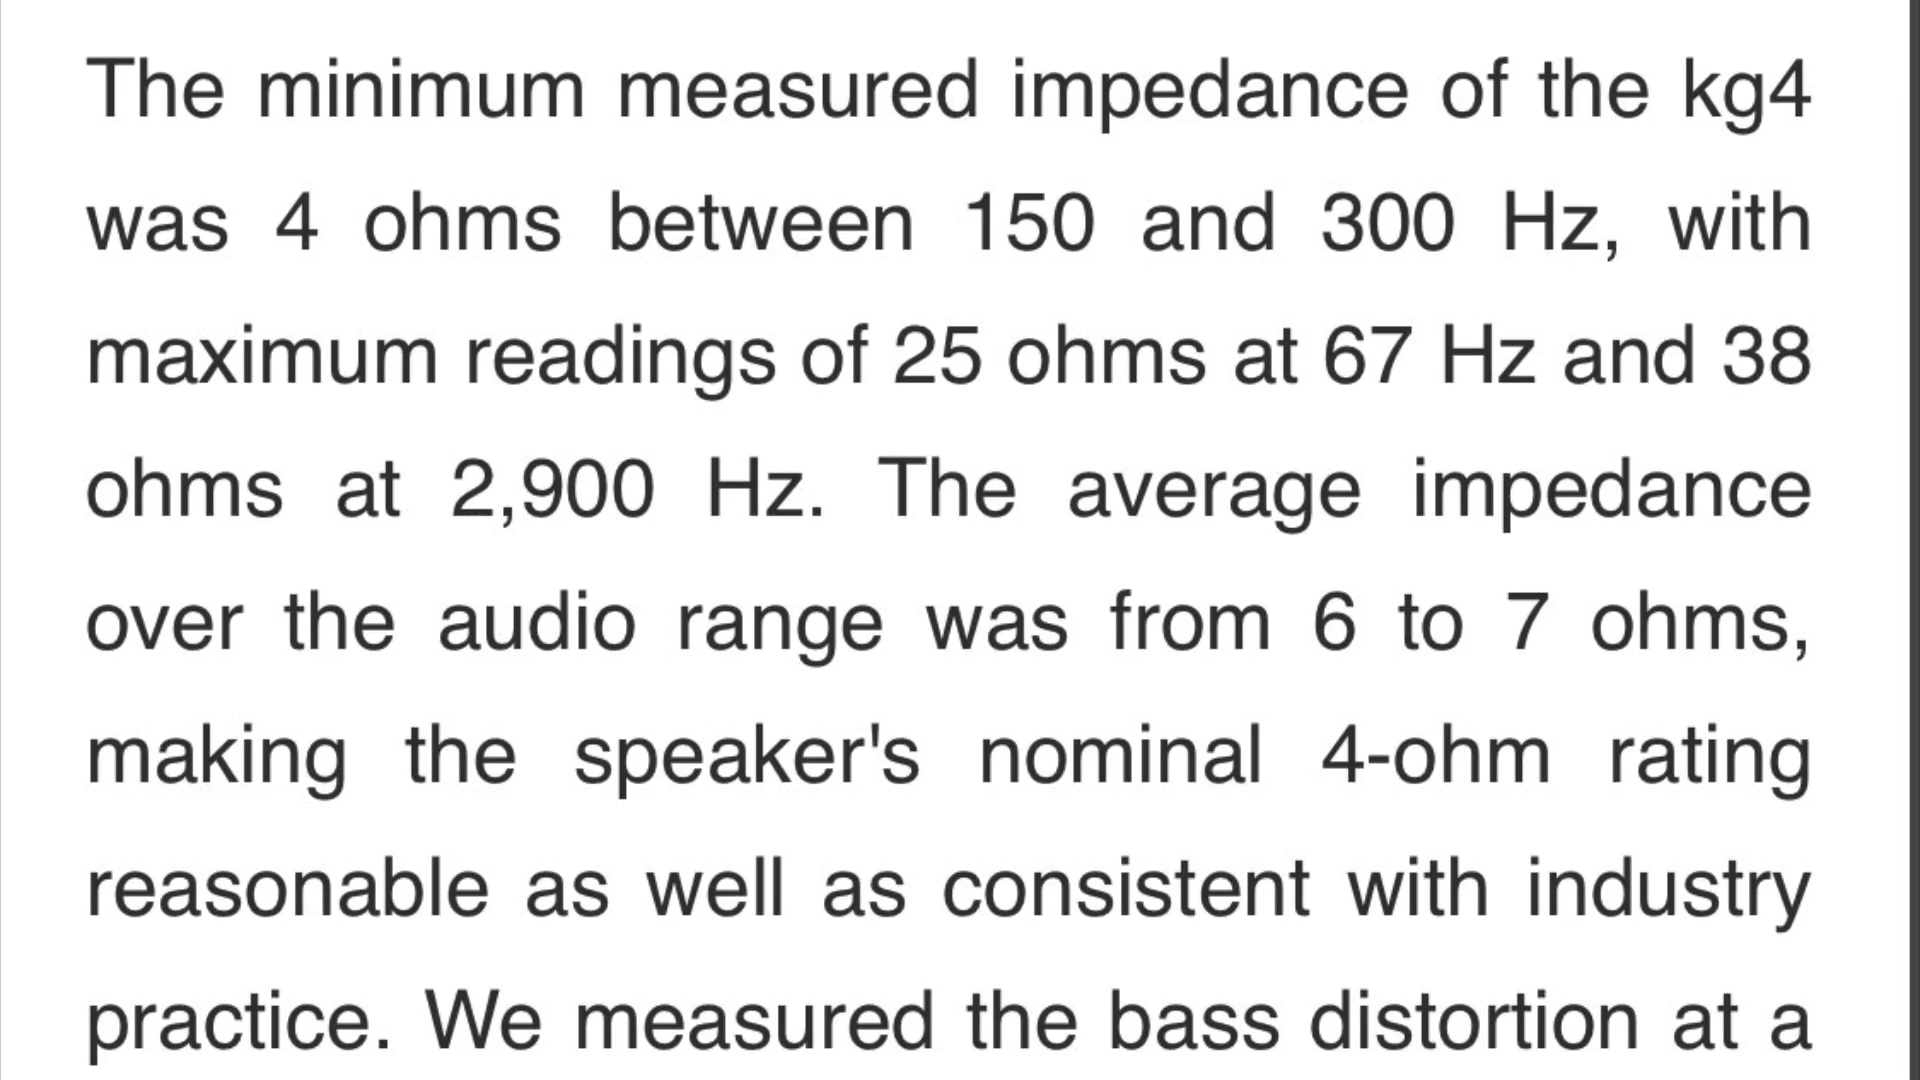 The minimum measured impedance of the kg4
was 4 ohms between 150 and 300 Hz, with
maximum readings of 25 ohms at 67 Hz and 38
ohms at 2,900 Hz. The average impedance
over the audio range was from 6 to 7 ohms,
making the speaker's nominal 4-ohm rating
reasonable as well as consistent with industry
practice. We measured the bass distortion at a